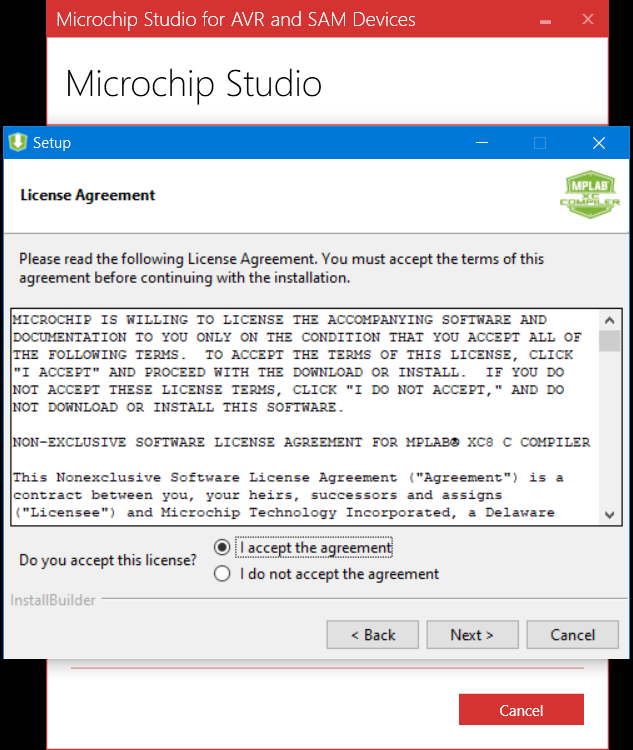 Microchip Studio for AVR and SAM Devices
Microchip Studio
Setup
License Agreement
MPLAB
XC
COMPILER
Please read the following License Agreement. You must accept the terms of this
agreement before continuing with the installation.
MICROCHIP IS WILLING TO LICENSE THE ACCOMPANYING SOFTWARE AND
DOCUMENTATION TO YOU ONLY ON THE CONDITION THAT YOU ACCEPT ALL OF
THE FOLLOWING TERMS.  TO ACCEPT THE TERMS OF THIS LICENSE, CLICK
"I ACCEPT" AND PROCEED WITH THE DOWNLOAD OR INSTALL.  IF YOU DO
NOT ACCEPT THESE LICENSE TERMS, CLICK "I DO NOT ACCEPT," AND DO
NOT DOWNLOAD OR INSTALL THIS SOFTWARE.
NON-EXCLUSIVE SOFTWARE LICENSE AGREEMENT FOR MPLAB® XC8 C COMPILER
This Nonexclusive Software License Agreement ("Agreement") is a
contract between you, your heirs, successors and assigns
("Licensee") and Microchip Technology Incorporated, a Delaware
Do you accept this license?
I accept the agreement
I do not accept the agreement
InstallBuilder
< Back
Next >
Cancel
Cancel